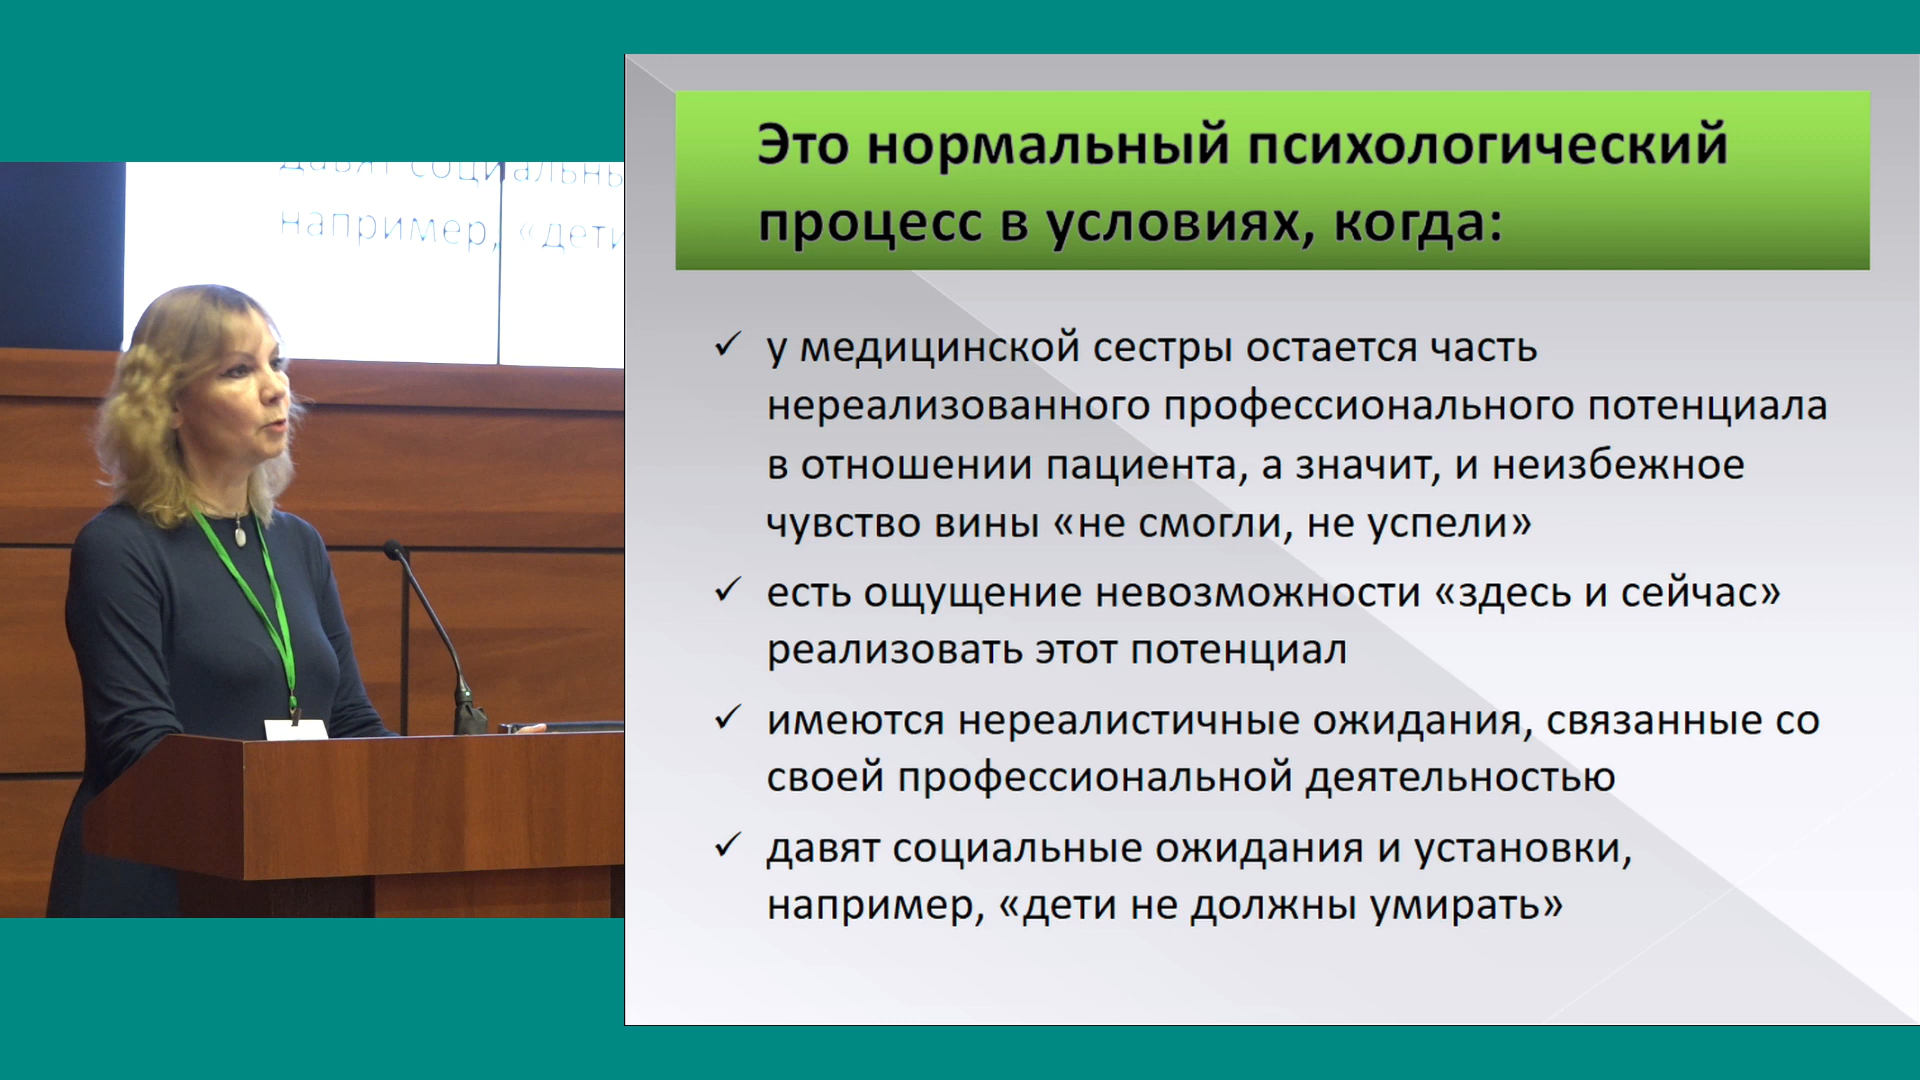 давят социальны
например, «дети
Это нормальный психологический
процесс в условиях, когда:
✓ у медицинской сестры остается часть
нереализованного профессионального потенциала
в отношении пациента, а значит, и неизбежное
чувство вины «не смогли, не успели»
✓ есть ощущение невозможности «здесь и сейчас»
реализовать этот потенциал
✓ имеются нереалистичные ожидания, связанные со
своей профессиональной деятельностью
✓ давят социальные ожидания и установки,
например, «дети не должны умирать»